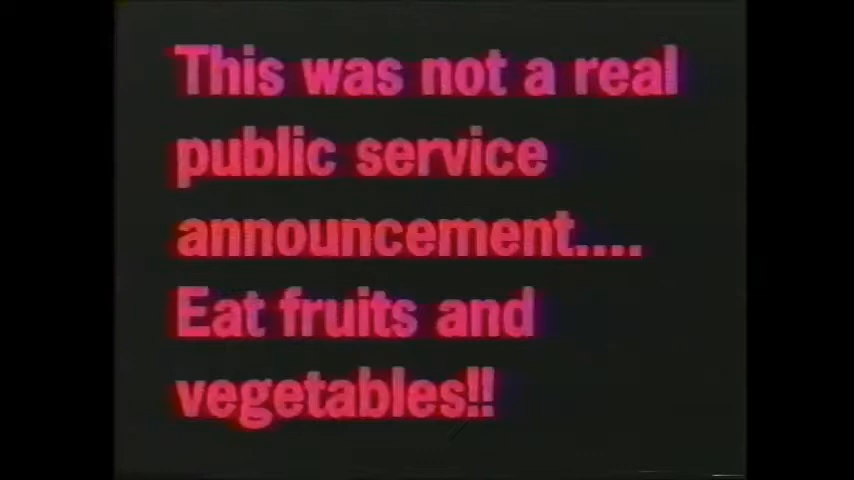 This was not a real
public service
announcement....
Eat fruits and
vegetables!!